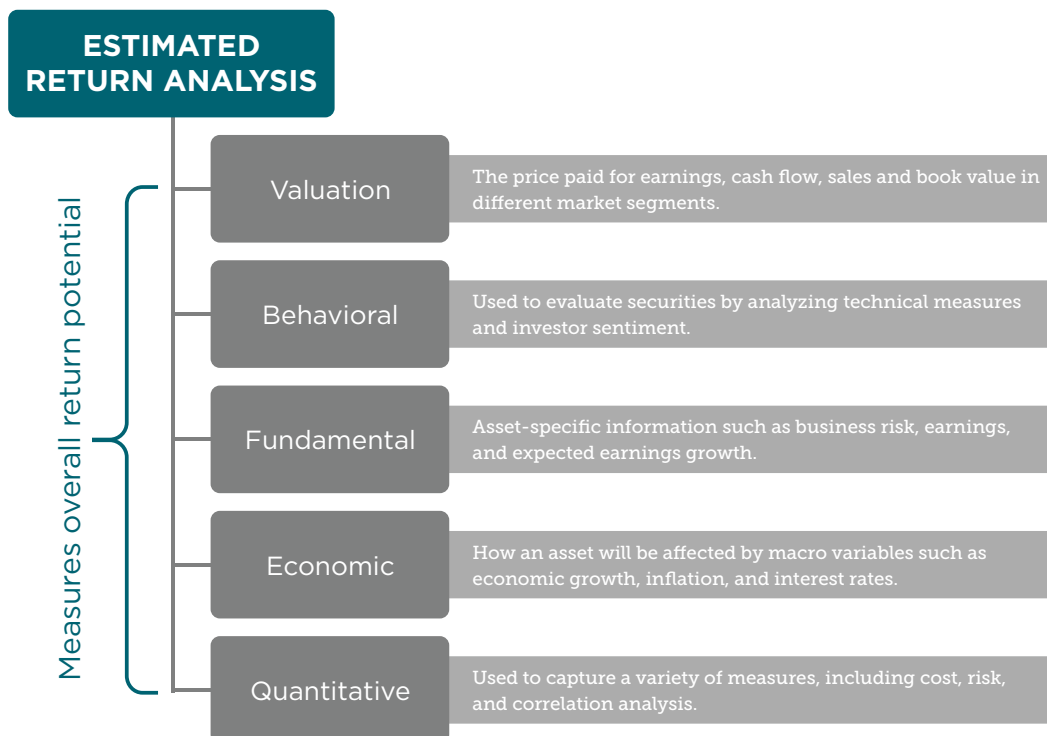 ESTIMATED
RETURN ANALYSIS
Measures overall return potential
Valuation
The price paid for earnings, cash flow, sales and book value in
different market segments.
Behavioral
Used to evaluate securities by analyzing technical measures
and investor sentiment.
Fundamental
Asset-specific information such as business risk, earnings,
and expected earnings growth.
Economic
How an asset will be affected by macro variables such as
economic growth, inflation, and interest rates.
Quantitative
Used to capture a variety of measures, including cost, risk,
and correlation analysis.